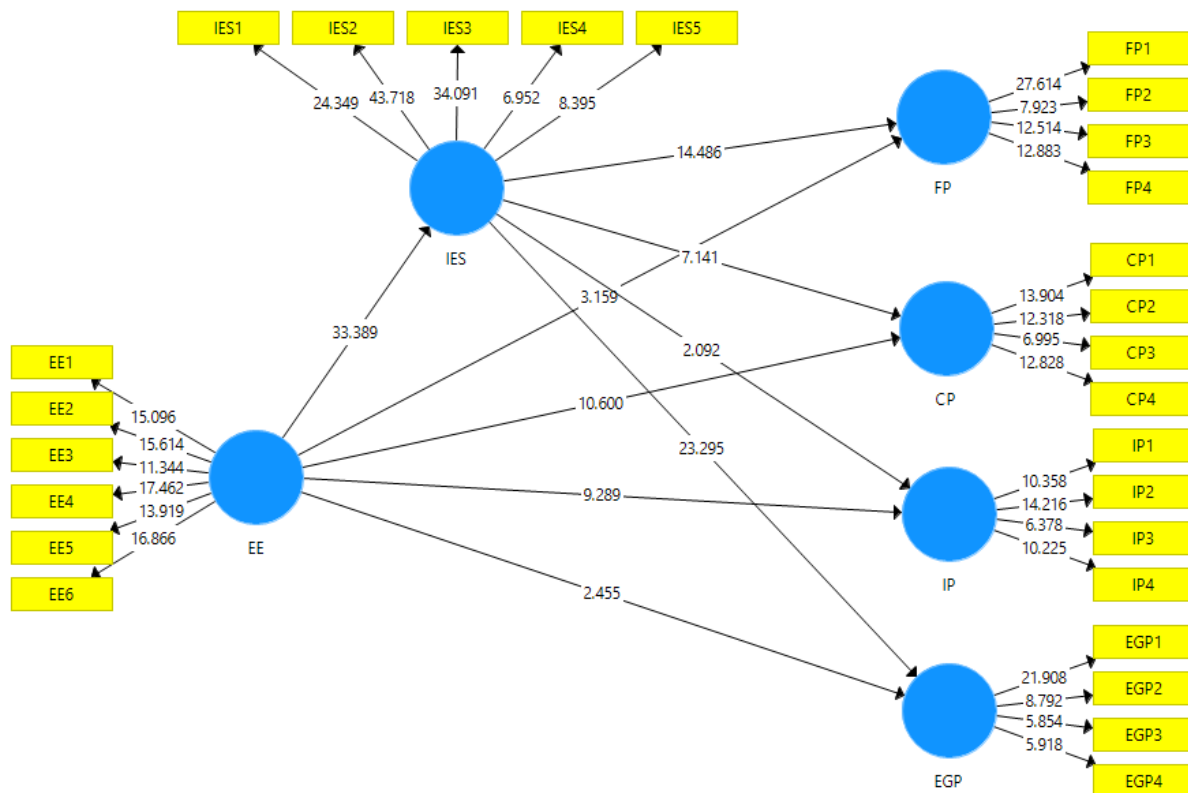 IES1
IES2
IES3
IES4
IES5
24.349
43.718
34.091
6.952
8.395
IES
FP1
FP2
FP3
FP4
27.614
7.923
12.514
12.883
FP
14.486
7.141
3.159
2.092
33.389
10.600
23.295
9.289
2.455
CP1
CP2
CP3
CP4
13.904
12.318
6.995
12.828
CP
EE1
EE2
EE3
EE4
EE5
EE6
15.096
15.614
11.344
17.462
13.919
16.866
EE
IP1
IP2
IP3
IP4
10.358
14.216
6.378
10.225
IP
EGP1
EGP2
EGP3
EGP4
21.908
8.792
5.854
5.918
EGP